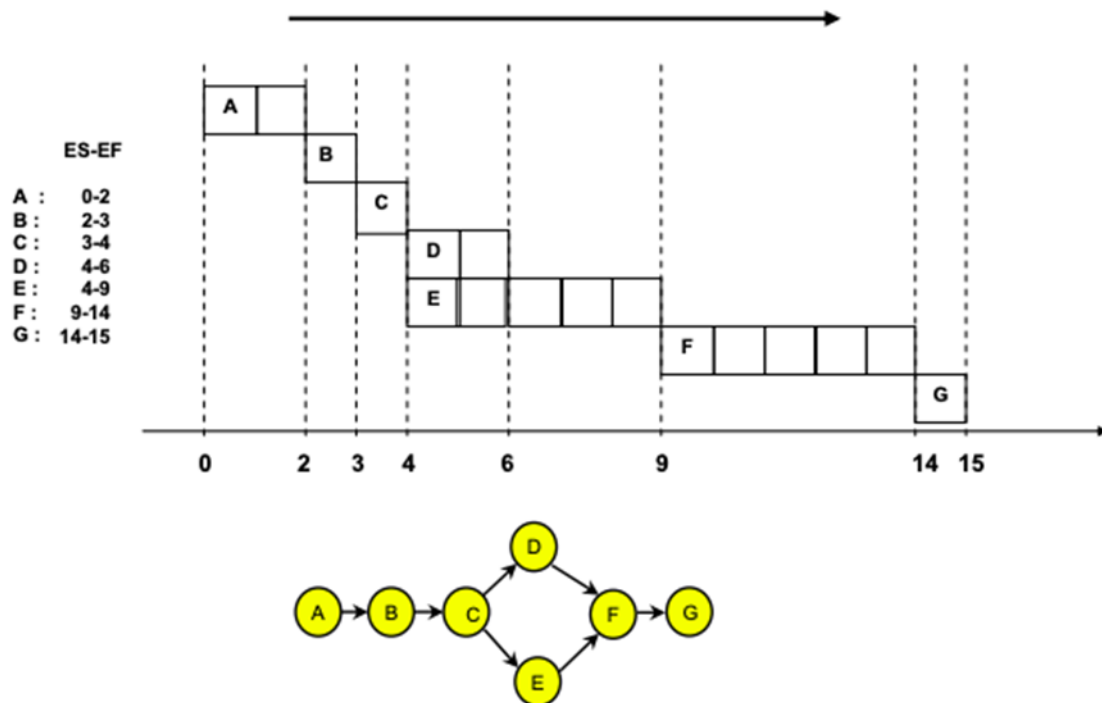 A
B
ES-EF
A : 0-2
B : 2-3
C : 3-4
D : 4-6
E : 4-9
F : 9-14
G : 14-15
C
D
E
F
G
0 2 3 4 6 9 14 15
D
A B C F G
E